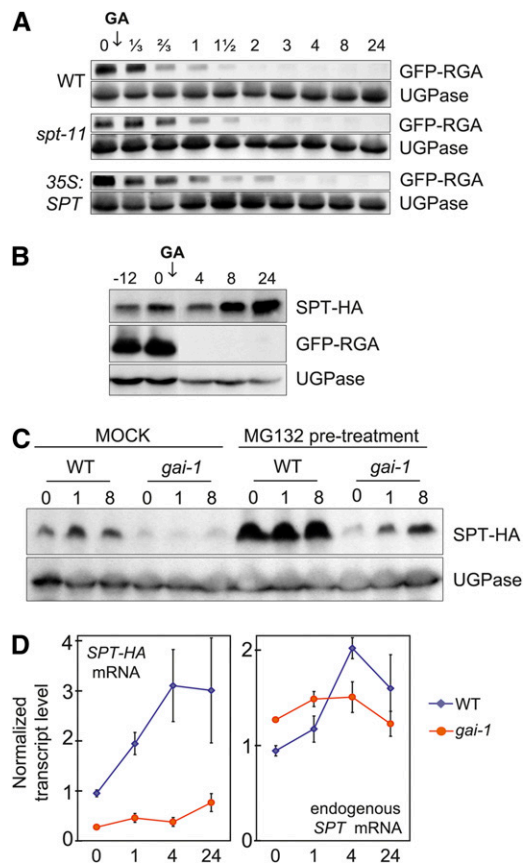 A
GA
0 ↓ ⅓ ⅔ 1 1½ 2 3 4 8 24
WT
GFP-RGA
UGPase
spt-11
GFP-RGA
UGPase
35S:
SPT
GFP-RGA
UGPase
B
GA
-12 0 ↓ 4 8 24
SPT-HA
GFP-RGA
UGPase
C
MOCK MG132 pre-treatment
WT gai-1 WT gai-1
0 1 8 0 1 8 0 1 8 0 1 8
SPT-HA
UGPase
D
Normalized
transcript level
4
3
2
1
0
SPT-HA
mRNA
0 1 4 24
2
1
0
endogenous
SPT mRNA
0 1 4 24
WT
gai-1